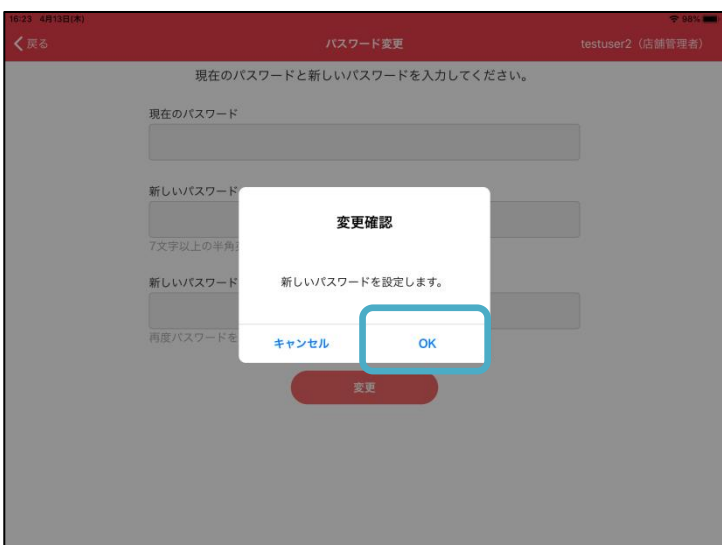 16:23 4月13日(木) 98%
戻る パスワード変更 testuser2（店舗管理者）
現在のパスワードと新しいパスワードを入力してください。
現在のパスワード
新しいパスワード
変更確認
7文字以上の半角
新しいパスワード
新しいパスワードを設定します。
再度パスワードを
キャンセル OK
変更